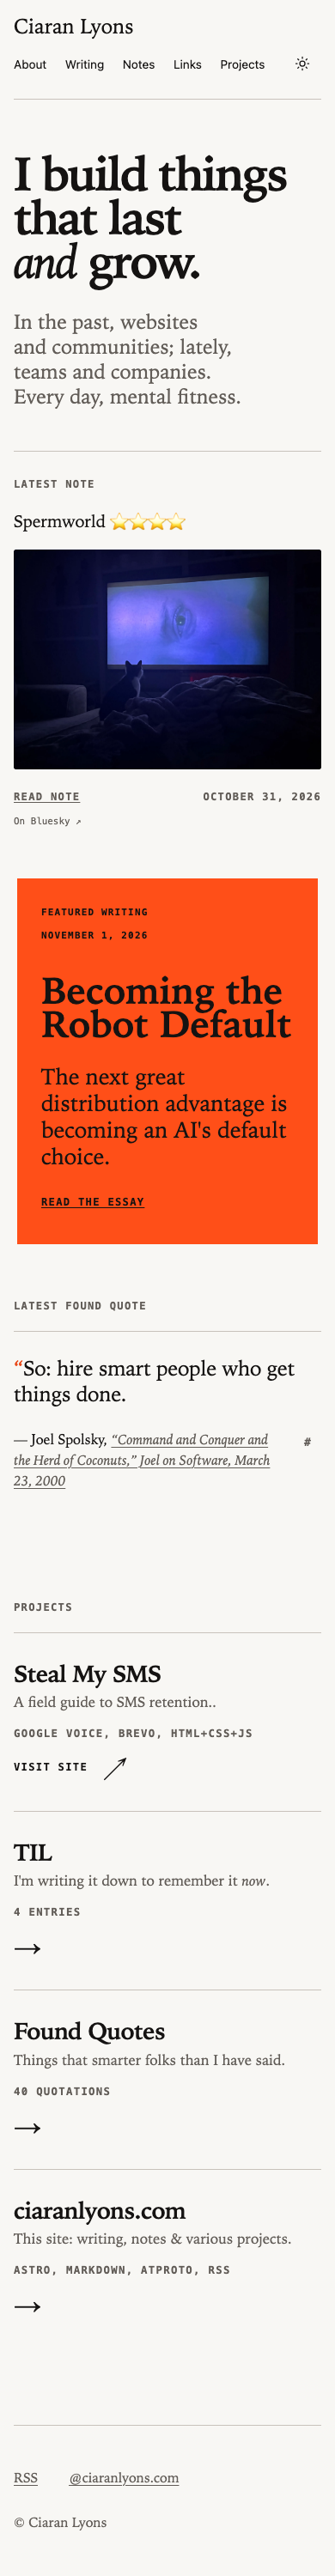 Ciaran Lyons
About Writing Notes Links Projects
I build things
that last
and grow.
In the past, websites
and communities; lately,
teams and companies.
Every day, mental fitness.
LATEST NOTE
Spermworld ⭐⭐⭐⭐
READ NOTE
OCTOBER 31, 2026
On Bluesky ↗
FEATURED WRITING
NOVEMBER 1, 2026
Becoming the
Robot Default
The next great
distribution advantage is
becoming an AI's default
choice.
READ THE ESSAY
LATEST FOUND QUOTE
“So: hire smart people who get
things done.
— Joel Spolsky, “Command and Conquer and
the Herd of Coconuts,” Joel on Software, March
23, 2000
#
PROJECTS
Steal My SMS
A field guide to SMS retention..
GOOGLE VOICE, BREVO, HTML+CSS+JS
VISIT SITE
TIL
I'm writing it down to remember it now.
4 ENTRIES
→
Found Quotes
Things that smarter folks than I have said.
40 QUOTATIONS
→
ciaranlyons.com
This site: writing, notes & various projects.
ASTRO, MARKDOWN, ATPROTO, RSS
→
RSS @ciaranlyons.com
© Ciaran Lyons